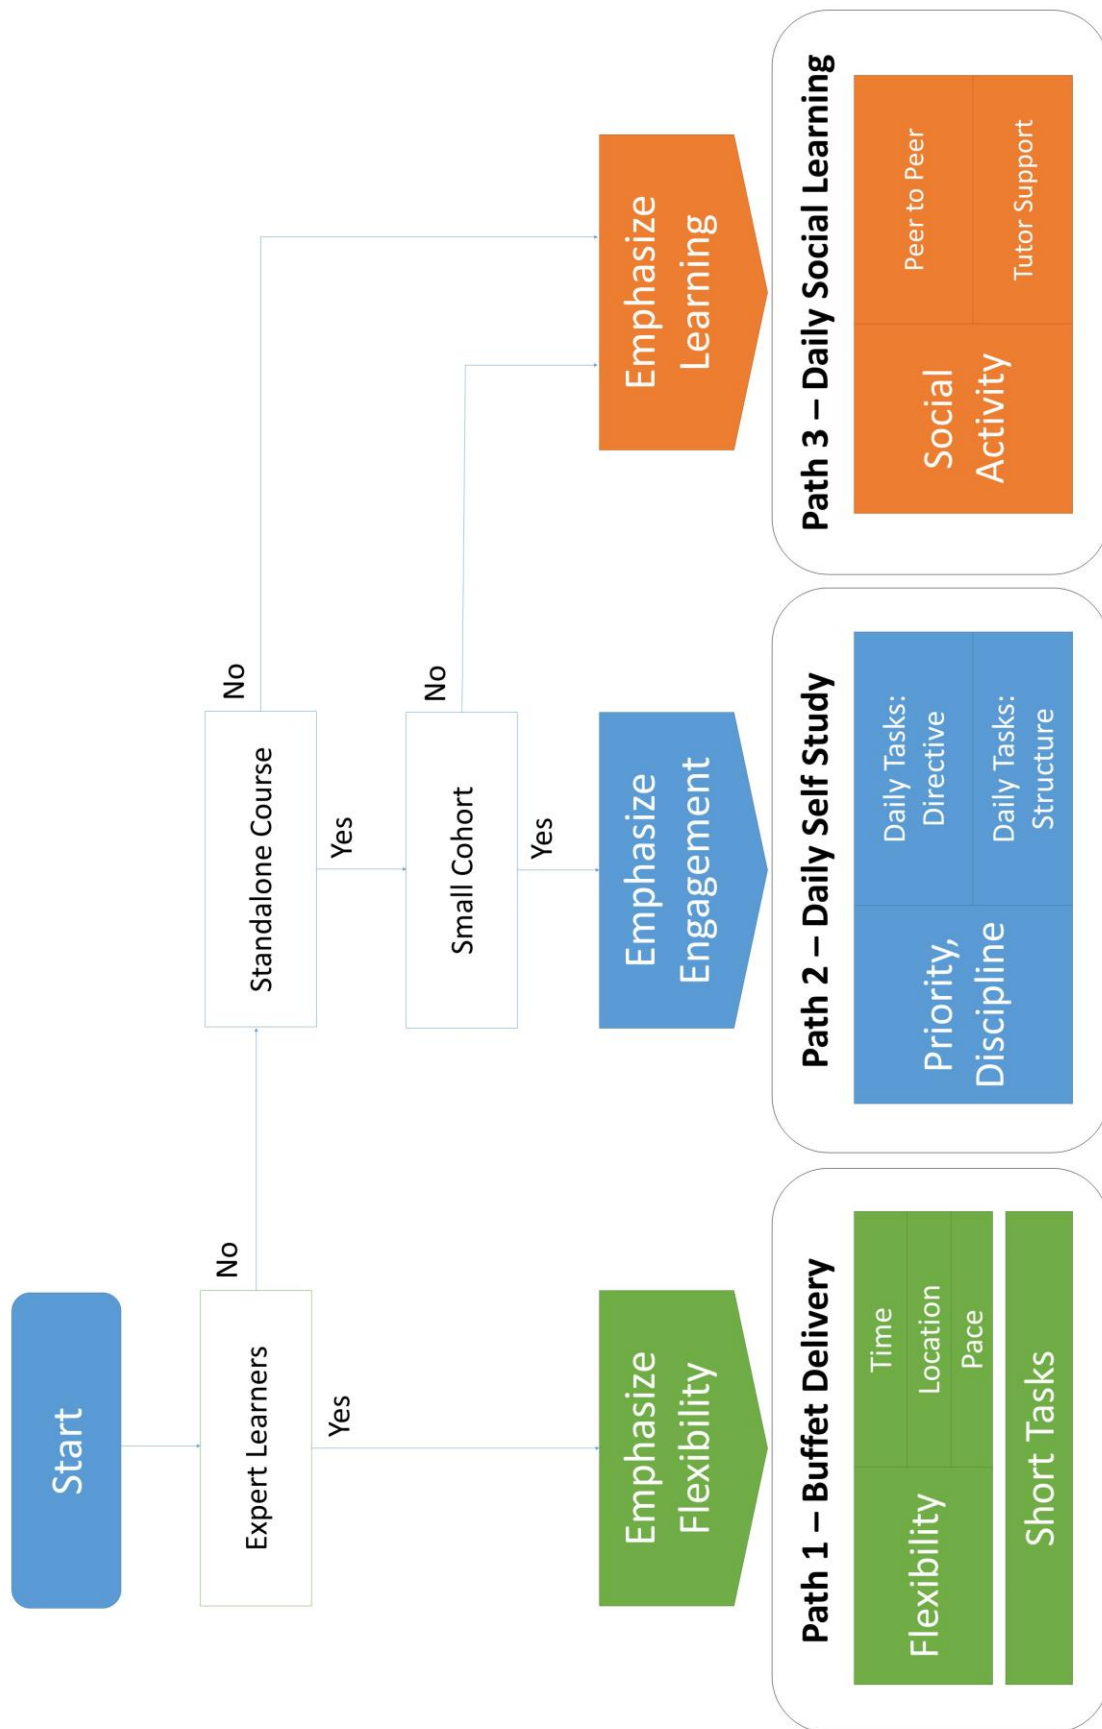 Start
Expert Learners
No
Yes
Standalone Course
No
Yes
Small Cohort
No
Yes
Emphasize
Flexibility
Emphasize
Engagement
Emphasize
Learning
Path 1 – Buffet Delivery
Flexibility
Time
Location
Pace
Short Tasks
Path 2 – Daily Self Study
Priority,
Discipline
Daily Tasks:
Directive
Daily Tasks:
Structure
Path 3 – Daily Social Learning
Social
Activity
Peer to Peer
Tutor Support